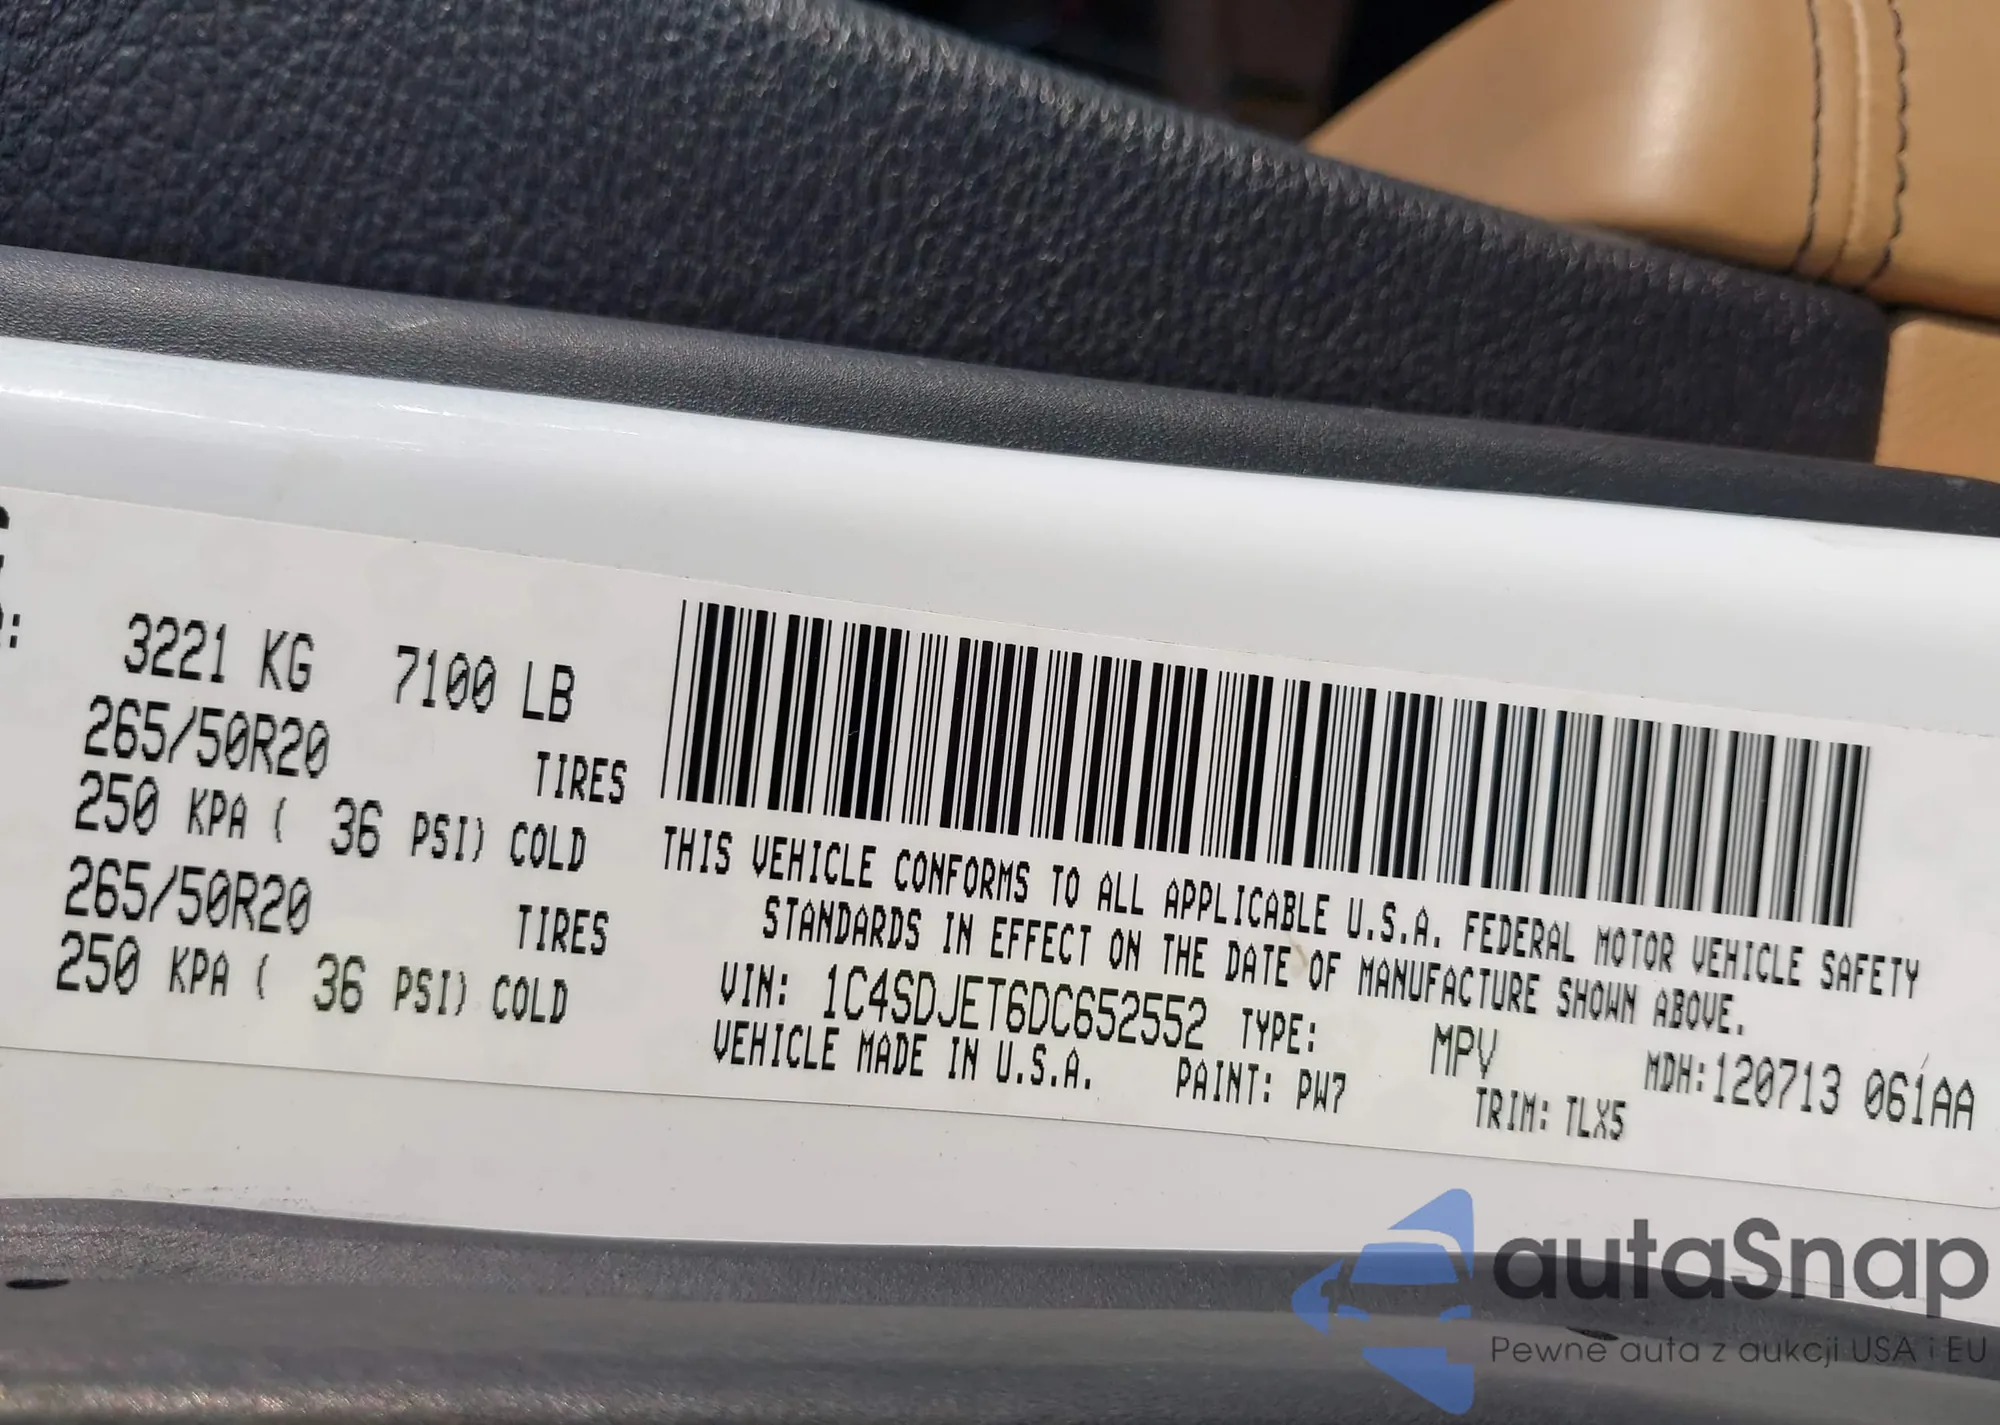 3221 KG 7100 LB
265/50R20 TIRES
250 KPA ( 36 PSI) COLD
265/50R20 TIRES
250 KPA ( 36 PSI) COLD
THIS VEHICLE CONFORMS TO ALL APPLICABLE U.S.A. FEDERAL MOTOR VEHICLE SAFETY
STANDARDS IN EFFECT ON THE DATE OF MANUFACTURE SHOWN ABOVE.
VIN: 1C4SDJET6DC652552 TYPE: MPV MDH:120713 061AA
VEHICLE MADE IN U.S.A. PAINT: PW7 TRIM: TLX5
autaSnap
Pewne auta z aukcji USA i EU